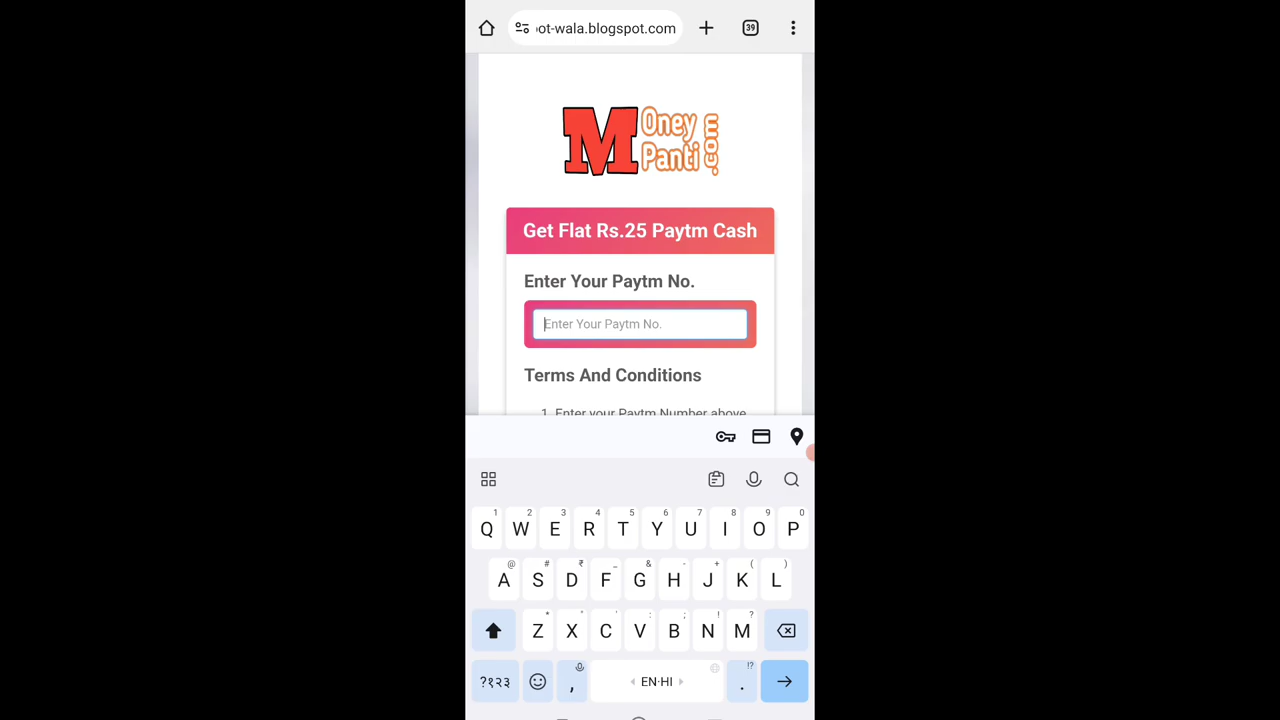 39
ot-wala.blogspot.com
Money
Panti
.com
Get Flat Rs.25 Paytm Cash
Enter Your Paytm No.
Enter Your Paytm No.
Terms And Conditions
1. Enter your Paytm Number above
1 2 3 4 5 6 7 8 9 0
Q W E R T Y U I O P
@ # ₹ _ & - + ( )
A S D F G H J K L
* " ' : ; ! ?
Z X C V B N M
!?
?१२३ , EN·HI .